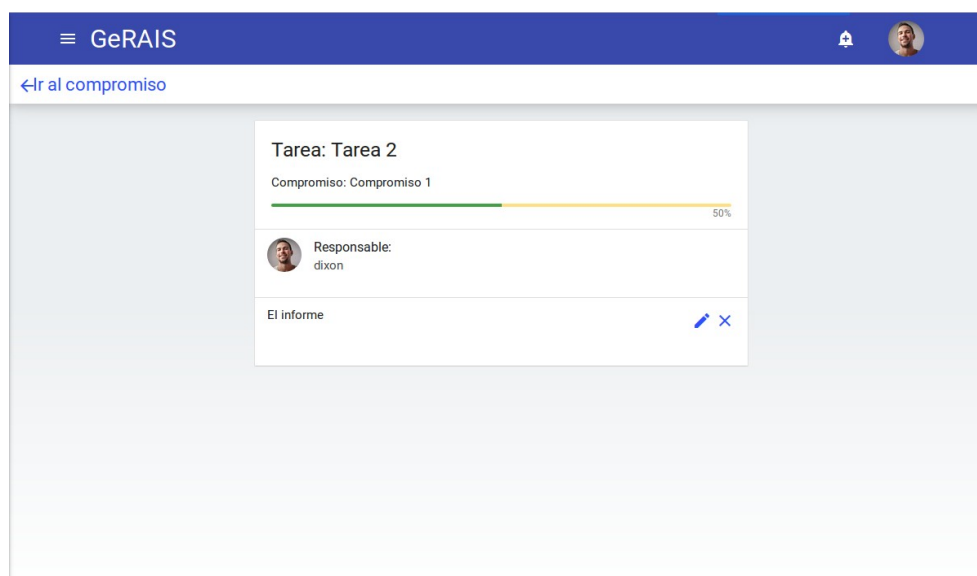 GeRAIS
Ir al compromiso
Tarea: Tarea 2
Compromiso: Compromiso 1
50%
Responsable:
dixon
El informe